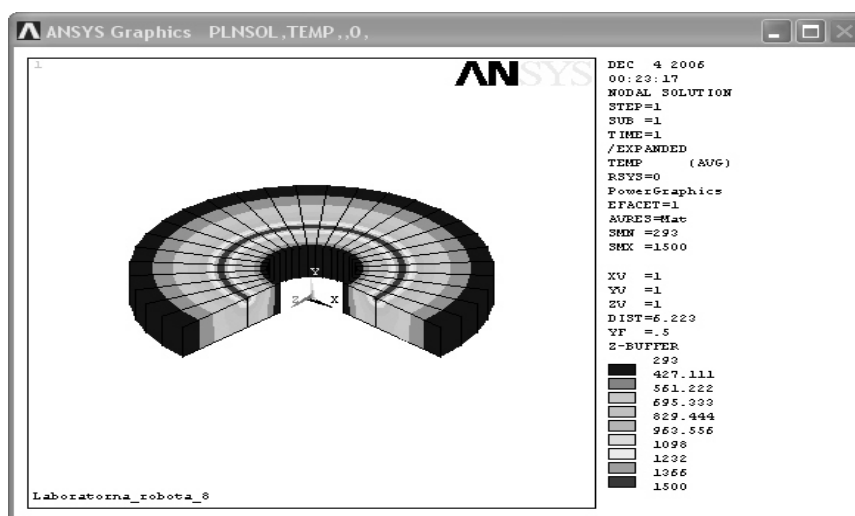 ANSYS Graphics PLNSOL,TEMP,,0,
1
ANSYS
DEC 4 2006
00:23:17
NODAL SOLUTION
STEP=1
SUB =1
TIME=1
/EXPANDED
TEMP (AVG)
RSYS=0
PowerGraphics
EFACET=1
AVRES=Mat
SMN =293
SMX =1500
XV =1
YV =1
ZV =1
DIST=6.223
YF =.5
Z-BUFFER
293
427.111
561.222
695.333
829.444
963.556
1098
1232
1366
1500
Y
Z X
Laboratorna_robota_8